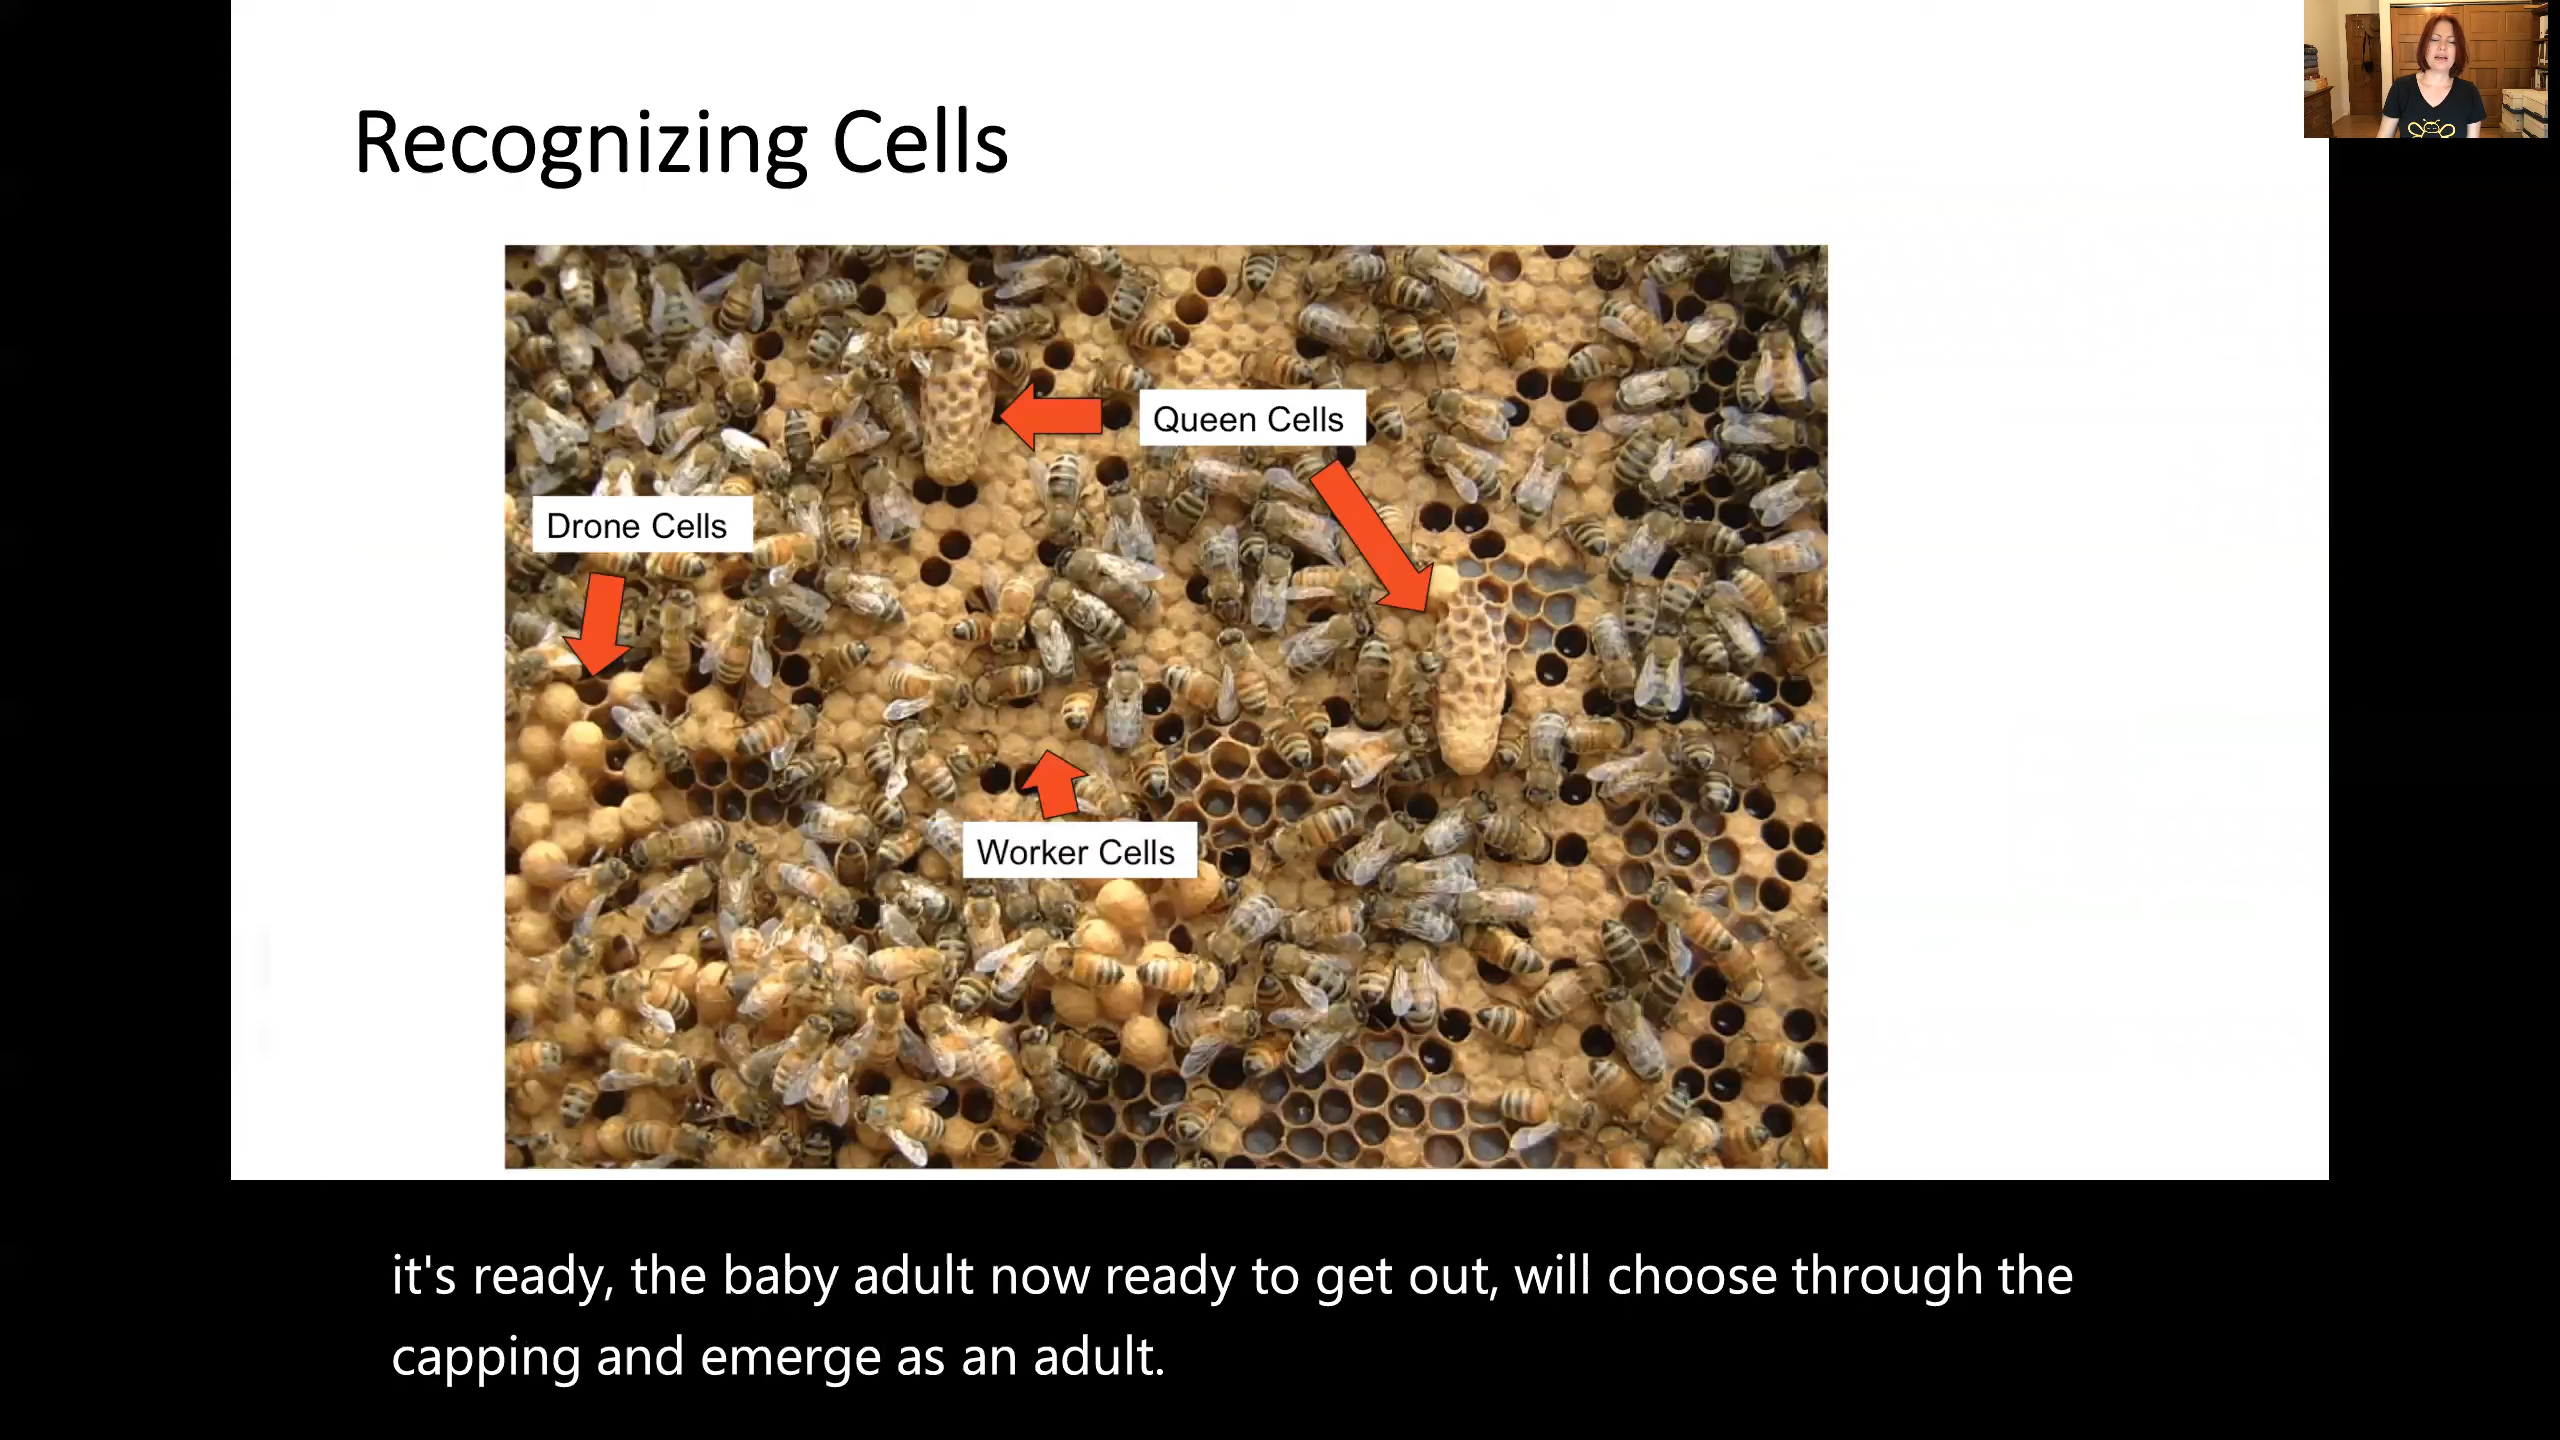 Recognizing Cells
Queen Cells
Drone Cells
Worker Cells
it's ready, the baby adult now ready to get out, will choose through the
capping and emerge as an adult.